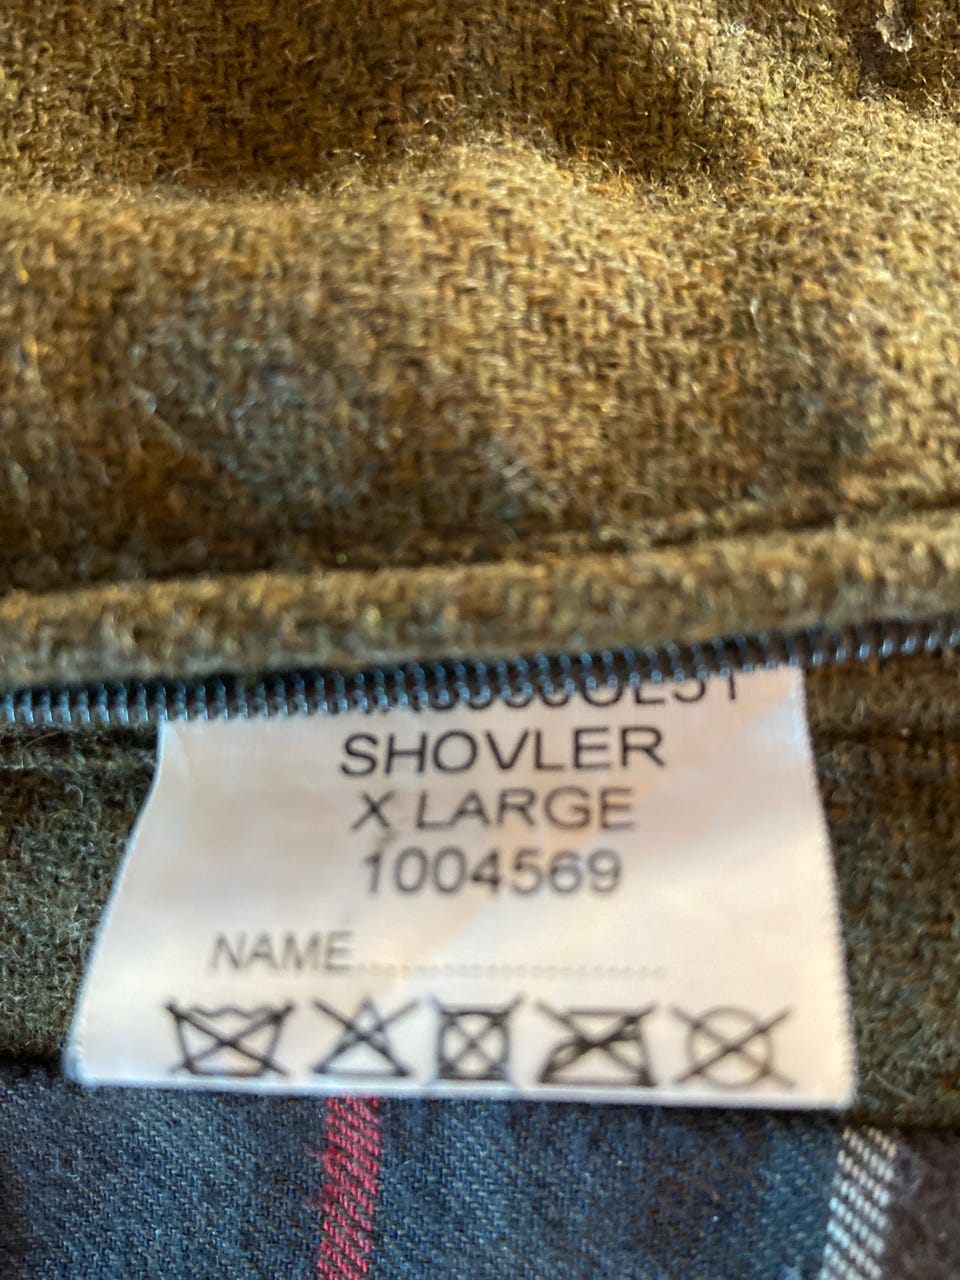 SHOVLER
X LARGE
1004569
NAME..............................